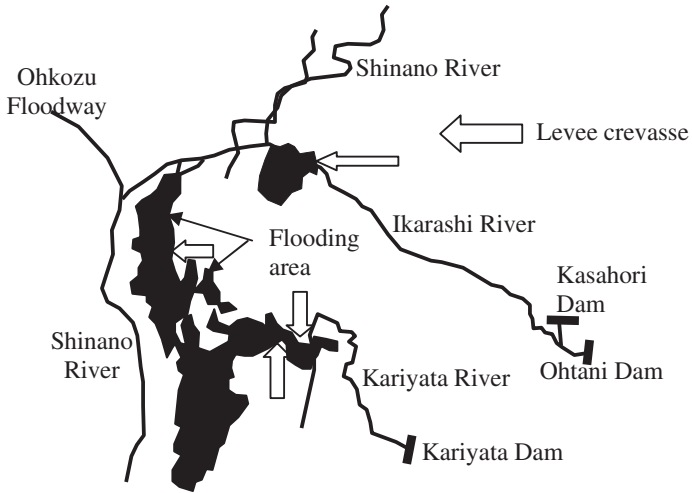 Shinano River
Ohkozu
Floodway
Levee crevasse
Ikarashi River
Flooding
area
Kasahori
Dam
Shinano
River
Ohtani Dam
Kariyata River
Kariyata Dam